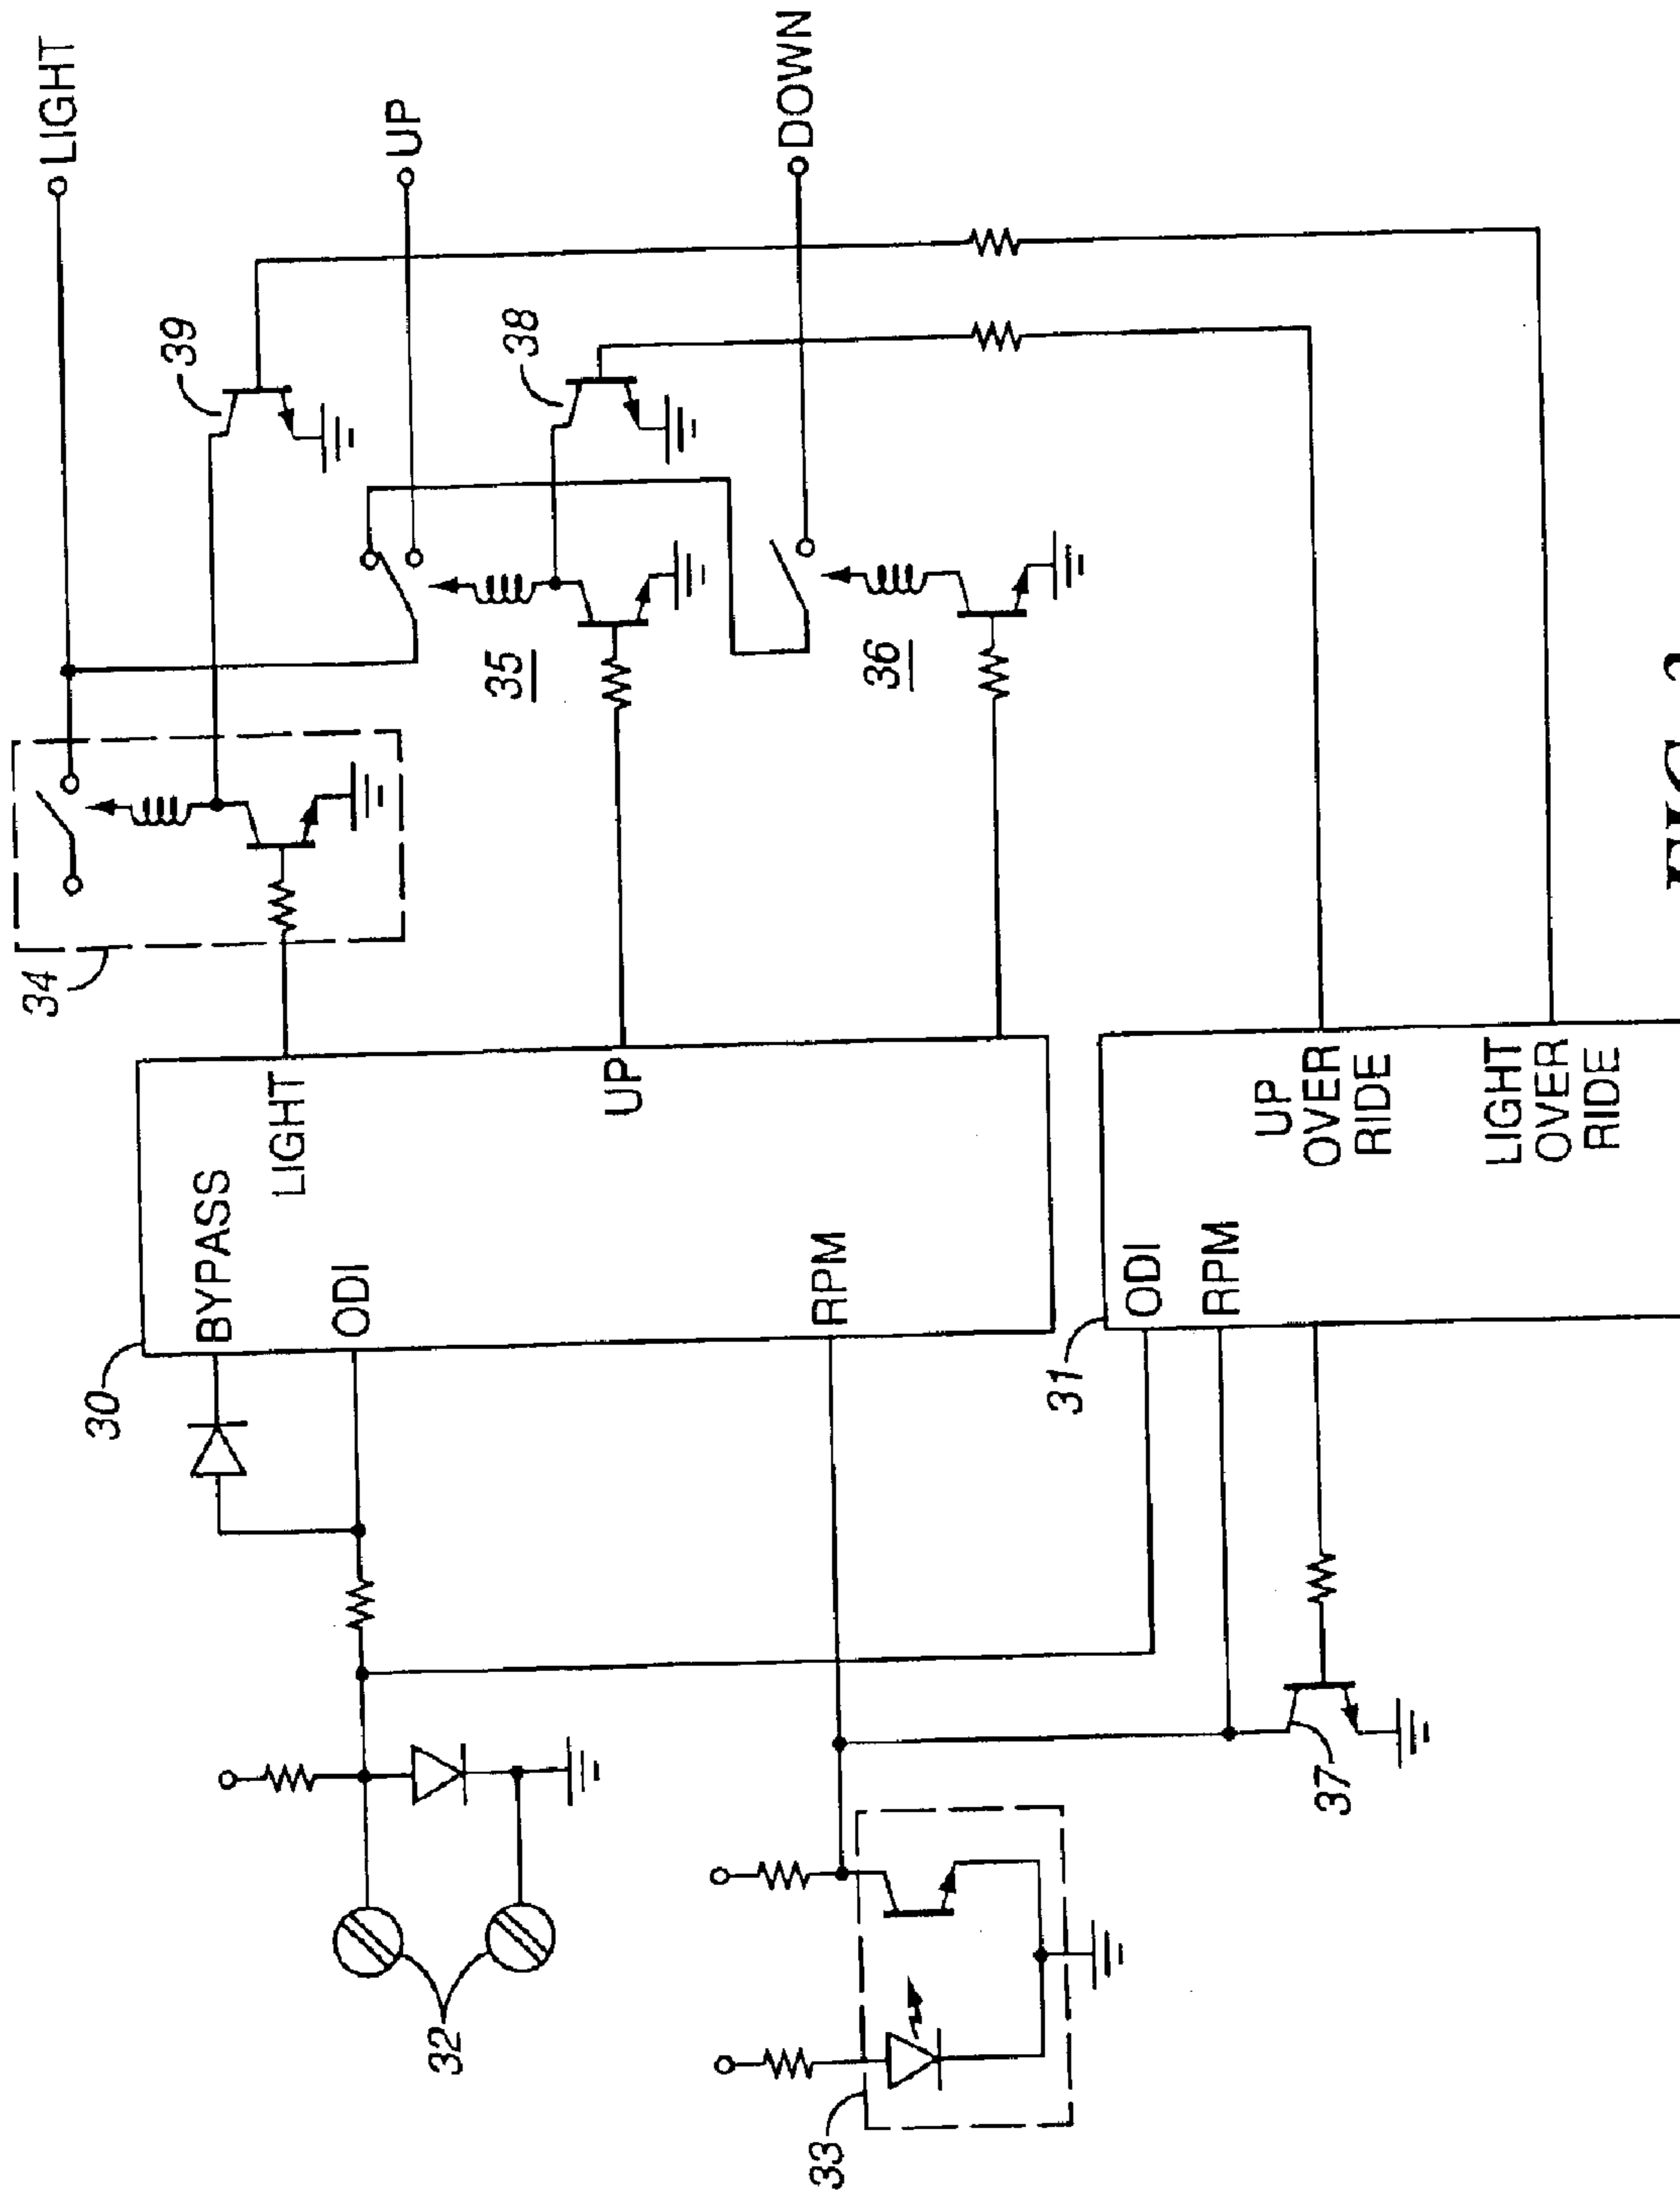 34
LIGHT
30
39
BYPASS
LIGHT
ODI
UP
32
35
38
UP
DOWN
33
RPM
36
31
ODI
RPM
UP
OVER
RIDE
37
LIGHT
OVER
RIDE
FIG.